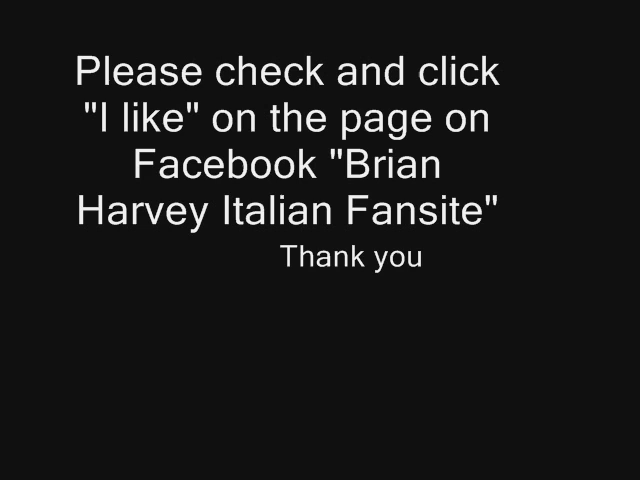 Please check and click
"I like" on the page on
Facebook "Brian
Harvey Italian Fansite"
Thank you